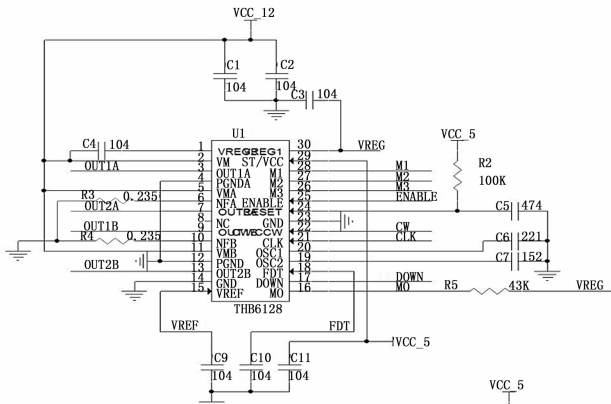 VCC_12
C1 C2
104 104
C3 104
U1
VCC_5
C4 104 1 VREG2 VREG1 30 VREG
2 VM ST/VCC 29
OUT1A 3 OUT1A M1 28 M1
4 PGNDA M2 27 M2
5 VMA M3 26 M3
R3 0.235 6 NFA ENABLE 25 ENABLE
R2
100K
OUT2A 7 24
8 NC GND 23
C5 474
OUT1B 9 22 CW
R4 0.235 10 NFB CLK 21 CLK
11 VMB OSC1 20
C6 221
12 PGND OSC2 19
C7 152
OUT2B 13 OUT2B FDT 18
14 GND DOWN 17 DOWN
15 VREF MO 16 MO
R5 43K VREG
THB6128
VREF FDT
VCC_5
C9 C10 C11
104 104 104
VCC_5